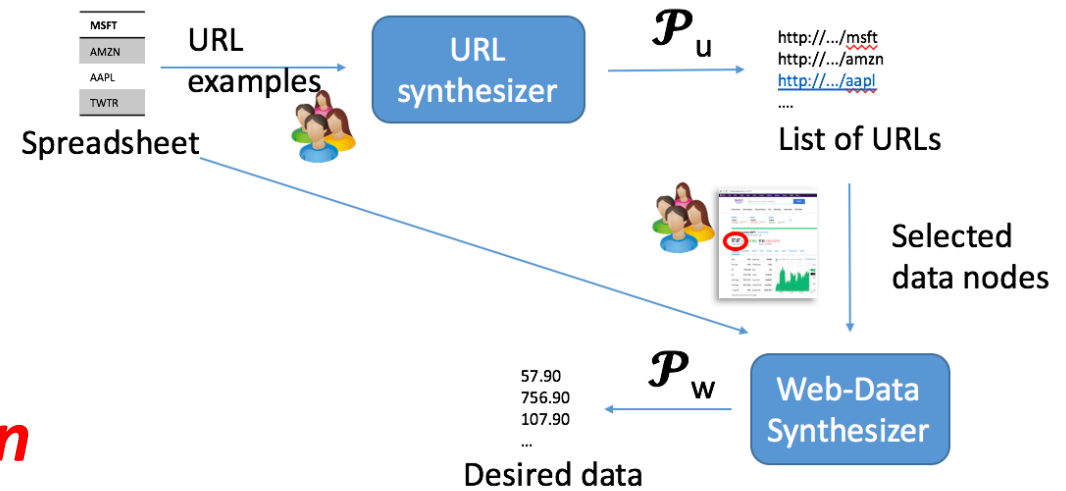 MSFT
AMZN
AAPL
TWTR
Spreadsheet
URL
examples
URL
synthesizer
𝓟u
http://.../msft
http://.../amzn
http://.../aapl
....
List of URLs
Selected
data nodes
Web-Data
Synthesizer
𝓟w
57.90
756.90
107.90
...
Desired data
n